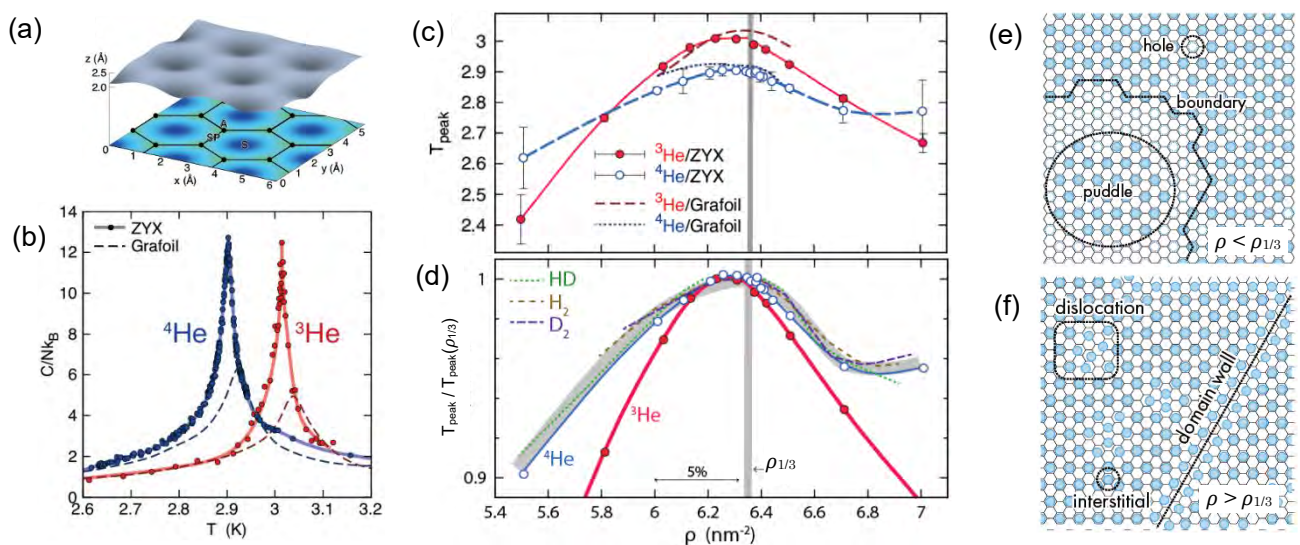 (a)
z (Å)
2.5
2.0
A
SP
S
0
1
2
3
4
5
6
x (Å)
0
1
2
3
4
5
y (Å)
(b)
14
12
10
8
6
4
2
0
C/Nk_B
ZYX
Grafoil
⁴He
³He
2.6
2.7
2.8
2.9
3
3.1
3.2
T (K)
(c)
3
2.9
2.8
2.7
2.6
2.5
2.4
T_peak
³He/ZYX
⁴He/ZYX
³He/Grafoil
⁴He/Grafoil
(d)
1
0.9
T_peak / T_peak(ρ_1/3)
HD
H₂
D₂
³He
⁴He
5%
ρ_1/3
5.4
5.6
5.8
6
6.2
6.4
6.6
6.8
7
ρ (nm⁻²)
(e)
hole
boundary
puddle
ρ < ρ_1/3
(f)
dislocation
domain wall
interstitial
ρ > ρ_1/3